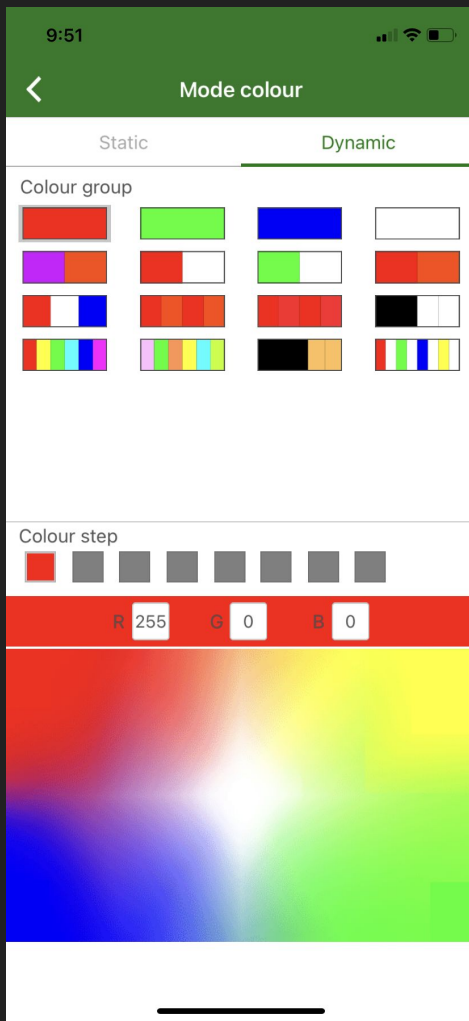 9:51
Mode colour
Static Dynamic
Colour group
Colour step
R 255 G 0 B 0